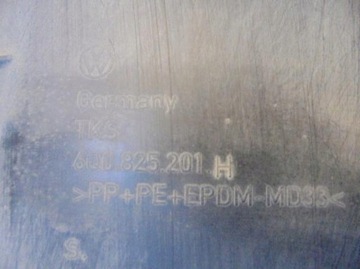 Germany
TKG
6Q0 825 201 H
>PP+PE+EPDM-MD33<